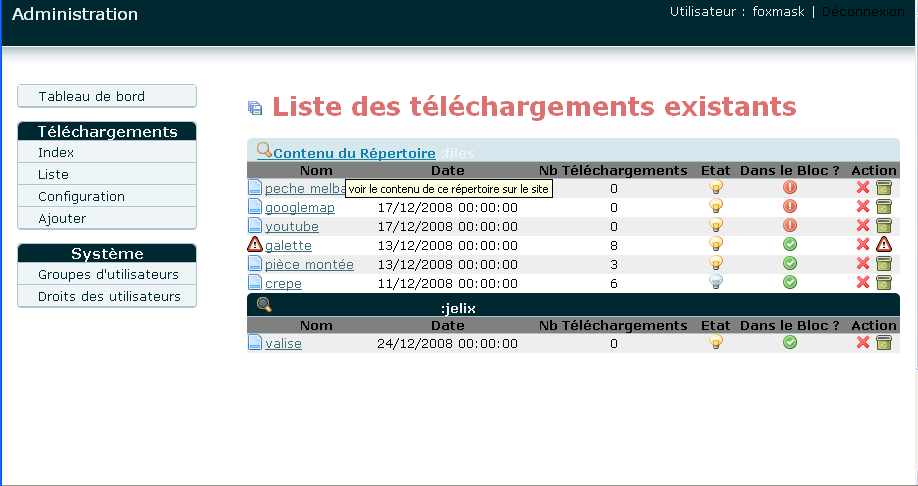 Administration
Utilisateur : foxmask | Déconnexion
Tableau de bord
Téléchargements
Index
Liste
Configuration
Ajouter
Système
Groupes d'utilisateurs
Droits des utilisateurs
Liste des téléchargements existants
Contenu du Répertoire :files
Nom Date Nb Téléchargements Etat Dans le Bloc ? Action
peche melba 0
voir le contenu de ce répertoire sur le site
googlemap 17/12/2008 00:00:00 0
youtube 17/12/2008 00:00:00 0
galette 13/12/2008 00:00:00 8
pièce montée 13/12/2008 00:00:00 3
crepe 11/12/2008 00:00:00 6
:jelix
Nom Date Nb Téléchargements Etat Dans le Bloc ? Action
valise 24/12/2008 00:00:00 0